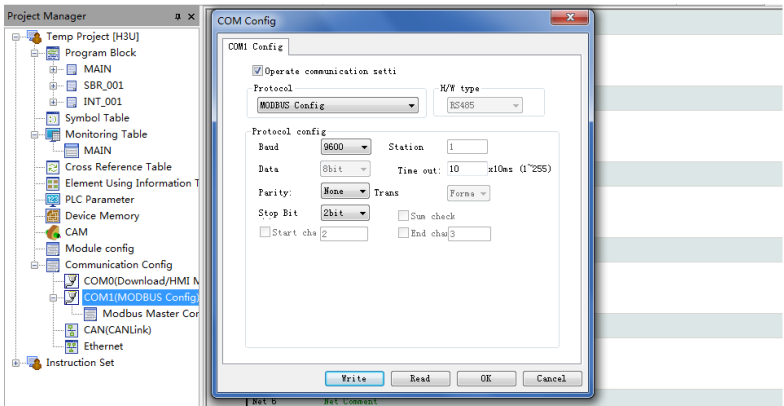 Project Manager
Temp Project [H3U]
Program Block
MAIN
SBR_001
INT_001
Symbol Table
Monitoring Table
MAIN
Cross Reference Table
Element Using Information T
PLC Parameter
Device Memory
CAM
Module config
Communication Config
COM0(Download/HMI M
COM1(MODBUS Config)
Modbus Master Con
CAN(CANLink)
Ethernet
Instruction Set
COM Config
COM1 Config
Operate communication setti
Protocol
MODBUS Config
H/W type
RS485
Protocol config
Baud 9600 Station 1
Data 8bit Time out: 10 x10ms (1~255)
Parity: None Trans Forma
Stop Bit 2bit Sum check
Start cha 2 End cha 3
Write Read OK Cancel
Net 6 Net Comment